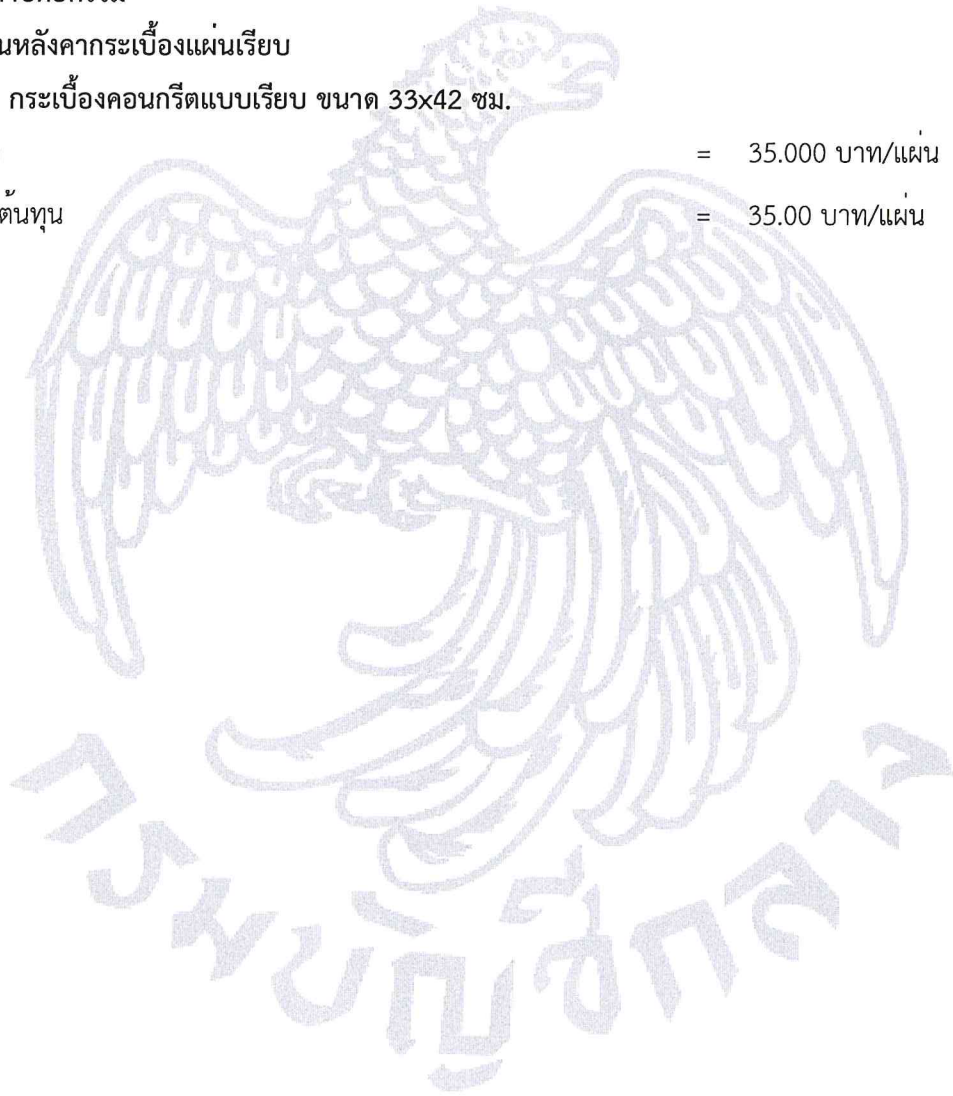 นหลังคากระเบื้องแผ่นเรียบ
กระเบื้องคอนกรีตแบบเรียบ ขนาด 33x42 ซม.
= 35.000 บาท/แผ่น
ต้นทุน = 35.00 บาท/แผ่น
กรมบัญชีกลาง